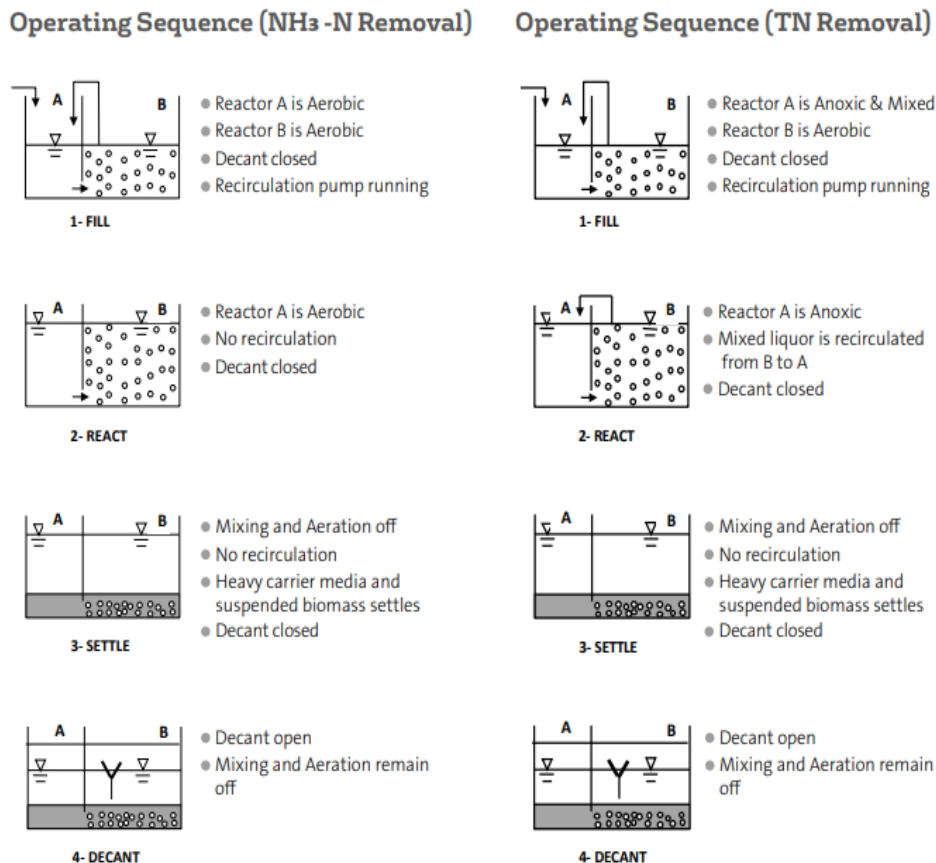 Operating Sequence (NH3 -N Removal)
A
B
Reactor A is Aerobic
Reactor B is Aerobic
Decant closed
Recirculation pump running
1- FILL
A
B
Reactor A is Aerobic
No recirculation
Decant closed
2- REACT
A
B
Mixing and Aeration off
No recirculation
Heavy carrier media and
suspended biomass settles
Decant closed
3- SETTLE
A
B
Decant open
Mixing and Aeration remain
off
4- DECANT
Operating Sequence (TN Removal)
A
B
Reactor A is Anoxic & Mixed
Reactor B is Aerobic
Decant closed
Recirculation pump running
1- FILL
A
B
Reactor A is Anoxic
Mixed liquor is recirculated
from B to A
Decant closed
2- REACT
A
B
Mixing and Aeration off
No recirculation
Heavy carrier media and
suspended biomass settles
Decant closed
3- SETTLE
A
B
Decant open
Mixing and Aeration remain
off
4- DECANT